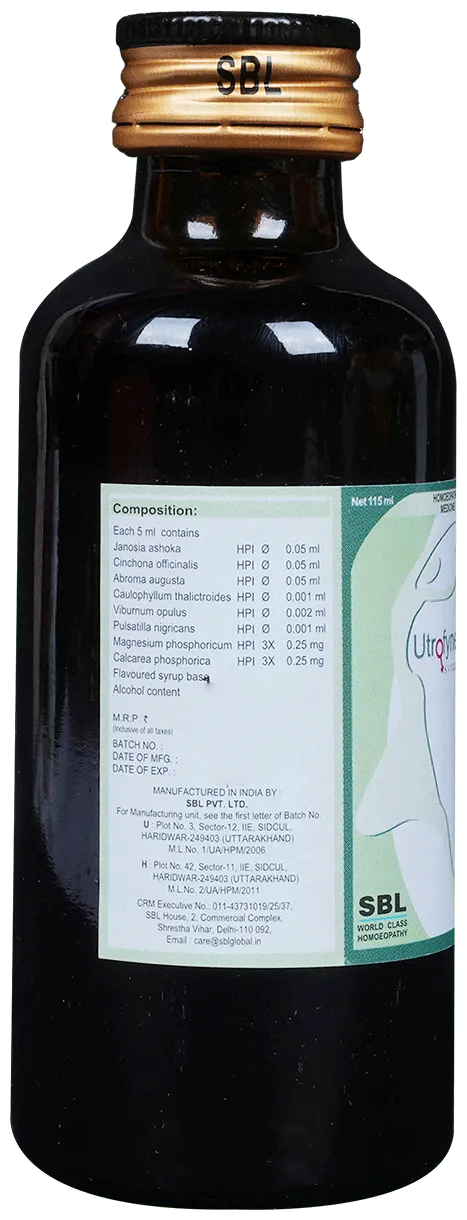 SBL
Composition:
Each 5 ml contains
Janosia ashoka HPI Ø 0.05 ml
Cinchona officinalis HPI Ø 0.05 ml
Abroma augusta HPI Ø 0.05 ml
Caulophyllum thalictroides HPI Ø 0.001 ml
Viburnum opulus HPI Ø 0.002 ml
Pulsatilla nigricans HPI Ø 0.001 ml
Magnesium phosphoricum HPI 3X 0.25 mg
Calcarea phosphorica HPI 3X 0.25 mg
Flavoured syrup base
Alcohol content
M.R.P. ₹
(Inclusive of all taxes)
BATCH NO. :
DATE OF MFG. :
DATE OF EXP. :
MANUFACTURED IN INDIA BY :
SBL PVT. LTD.
For Manufacturing unit, see the first letter of Batch No.
U : Plot No. 3, Sector-12, IIE, SIDCUL,
HARIDWAR-249403 (UTTARAKHAND)
M.L No. 1/UA/HPM/2006
H : Plot No. 42, Sector-11, IIE, SIDCUL,
HARIDWAR-249403 (UTTARAKHAND)
M.L.No. 2/UA/HPM/2011
CRM Executive No.: 011-43731019/25/37,
SBL House, 2, Commercial Complex,
Shrestha Vihar, Delhi-110 092,
Email : care@sblglobal.in
Net 115 ml
HOMOEOPATH
MEDICINE
Utrofyne
SBL
WORLD CLASS
HOMOEOPATHY